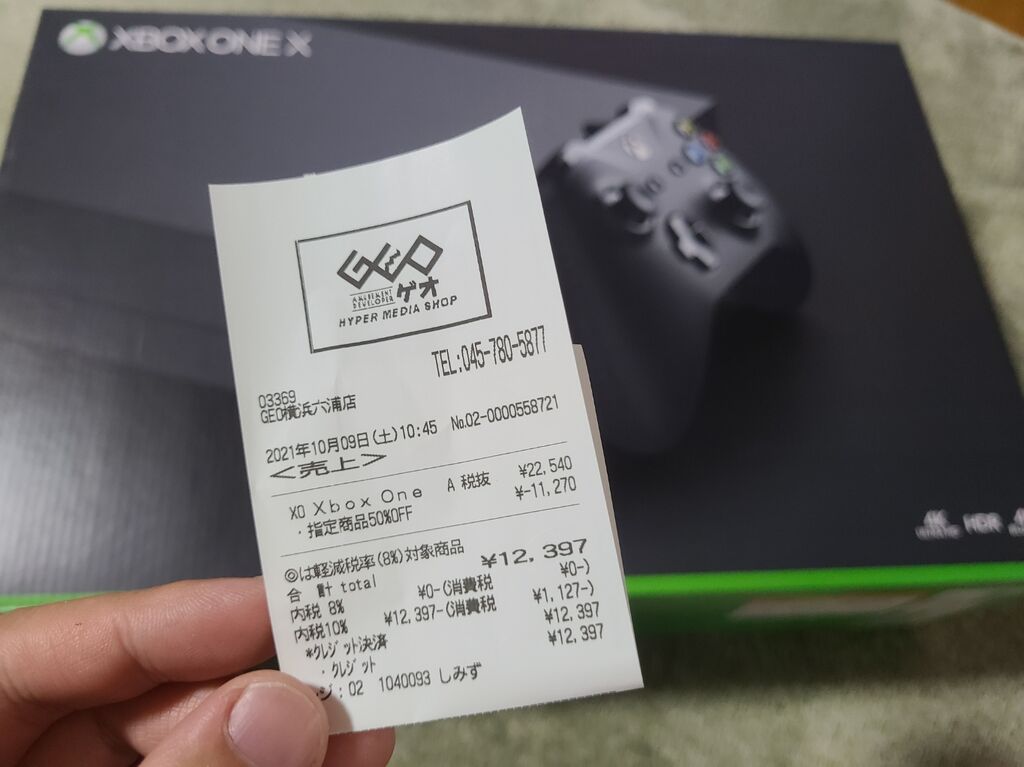 XBOX ONE X
GEO
AMUSEMENT
DEVELOPER ゲオ
HYPER MEDIA SHOP
TEL:045-780-5877
03369
GEO横浜六浦店
2021年10月09日(土)10:45 No.02-0000558721
<売上>
XO Xbox One A 税抜 ¥22,540
・指定商品50%OFF ¥-11,270
◎は軽減税率(8%)対象商品
合 計 total ¥12,397
内税 8% ¥0-(消費税 ¥0-)
内税10% ¥12,397-(消費税 ¥1,127-)
*クレジット決済 ¥12,397
・クレジット ¥12,397
ジ:02 1040093 しみず
4K HDR